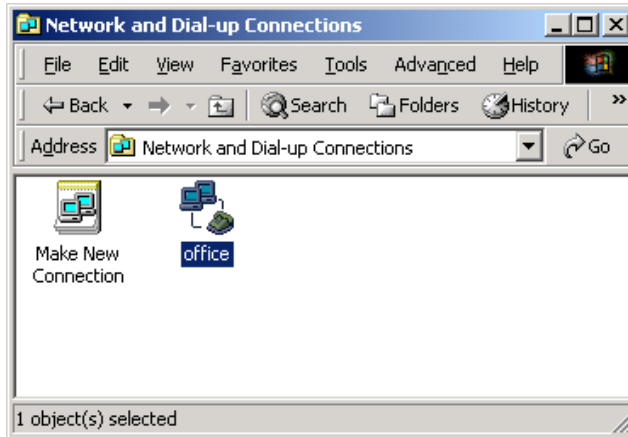 Network and Dial-up Connections
File Edit View Favorites Tools Advanced Help
Back Search Folders History »
Address Network and Dial-up Connections Go
Make New Connection
office
1 object(s) selected